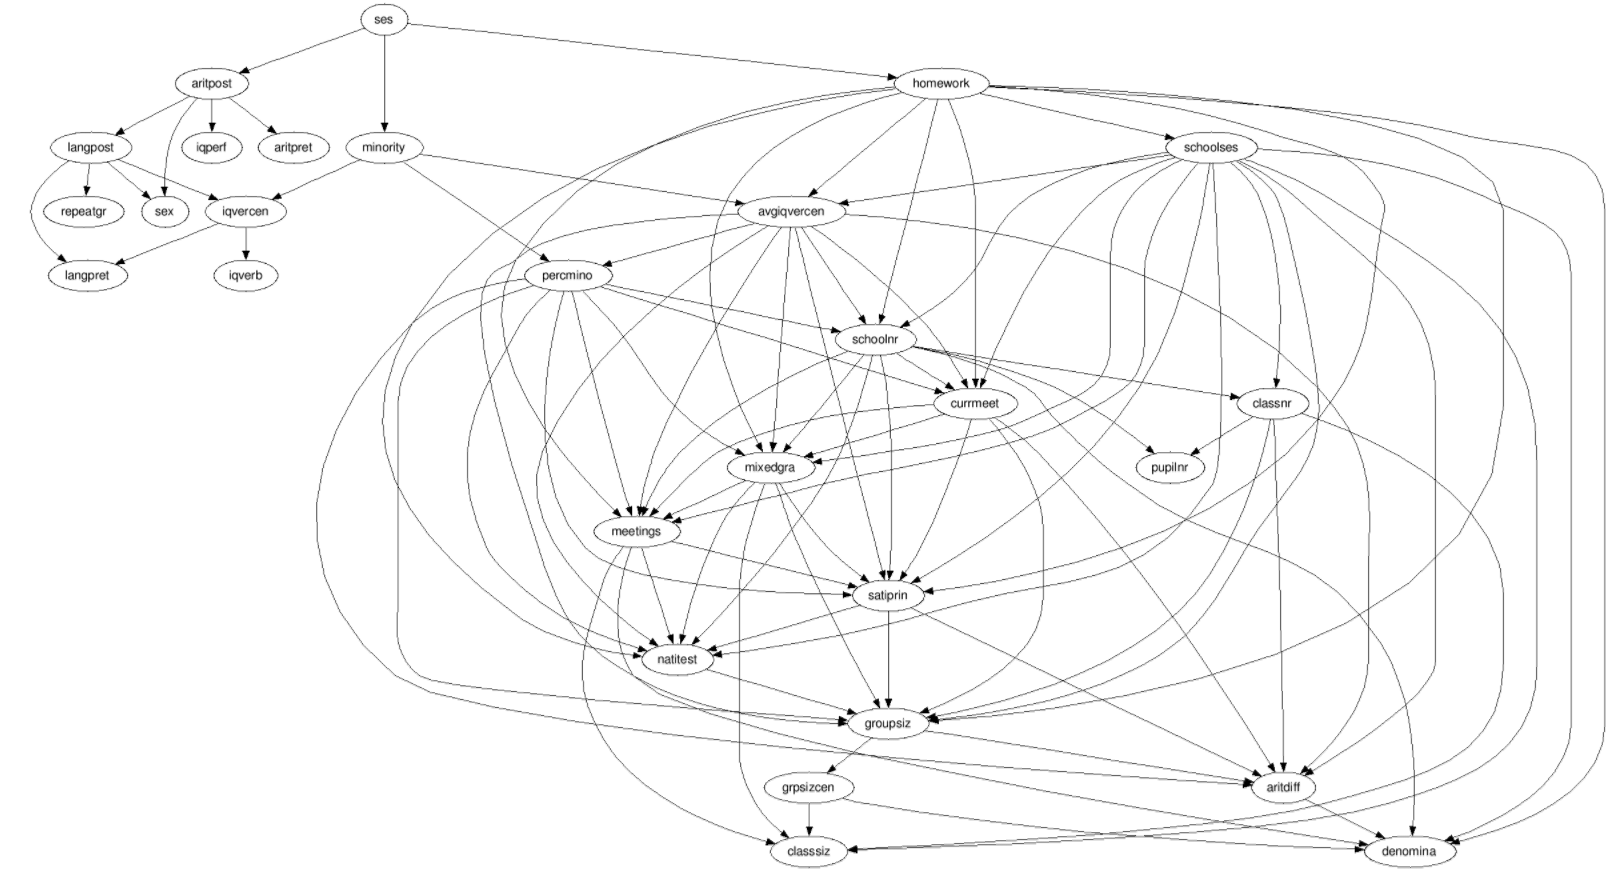 ses
aritpost
homework
langpost
iqperf
aritpret
minority
schoolses
repeatgr
sex
iqvercen
avgiqvercen
langpret
iqverb
percmino
schoolnr
currmeet
classnr
mixedgra
pupilnr
meetings
satiprin
natitest
groupsiz
grpsizcen
aritdiff
classsiz
denomina